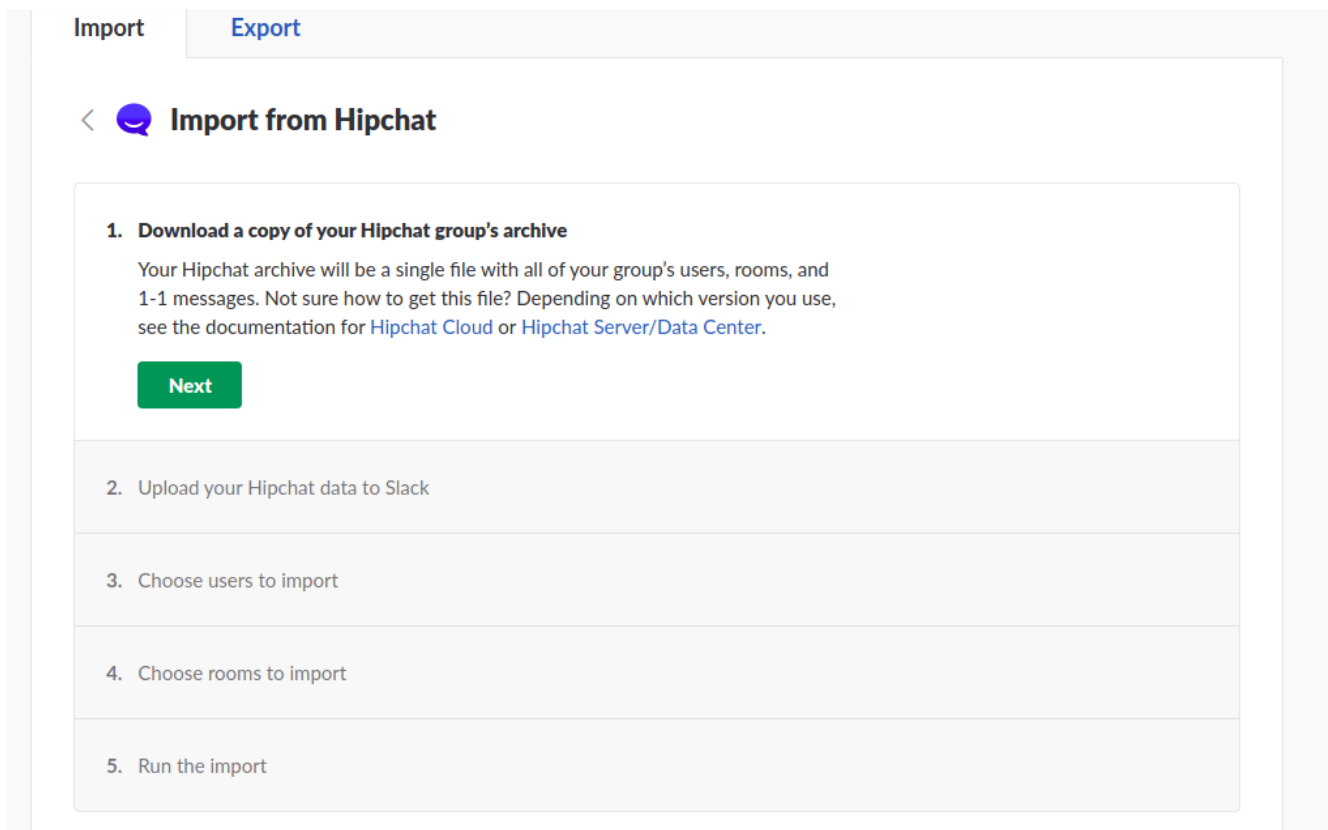 Import
Export
Import from Hipchat
1. Download a copy of your Hipchat group’s archive
Your Hipchat archive will be a single file with all of your group’s users, rooms, and
1-1 messages. Not sure how to get this file? Depending on which version you use,
see the documentation for Hipchat Cloud or Hipchat Server/Data Center.
Next
2. Upload your Hipchat data to Slack
3. Choose users to import
4. Choose rooms to import
5. Run the import